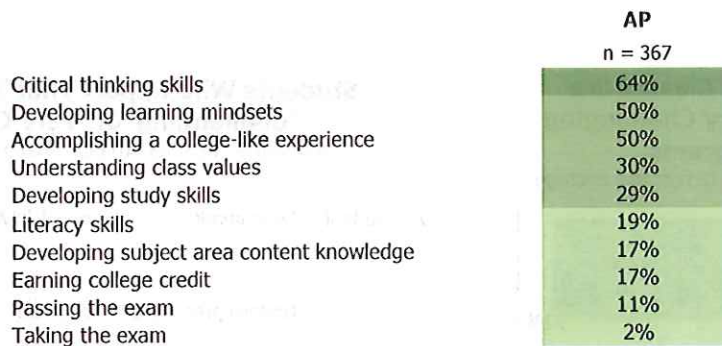 AP
n = 367
Critical thinking skills 64%
Developing learning mindsets 50%
Accomplishing a college-like experience 50%
Understanding class values 30%
Developing study skills 29%
Literacy skills 19%
Developing subject area content knowledge 17%
Earning college credit 17%
Passing the exam 11%
Taking the exam 2%